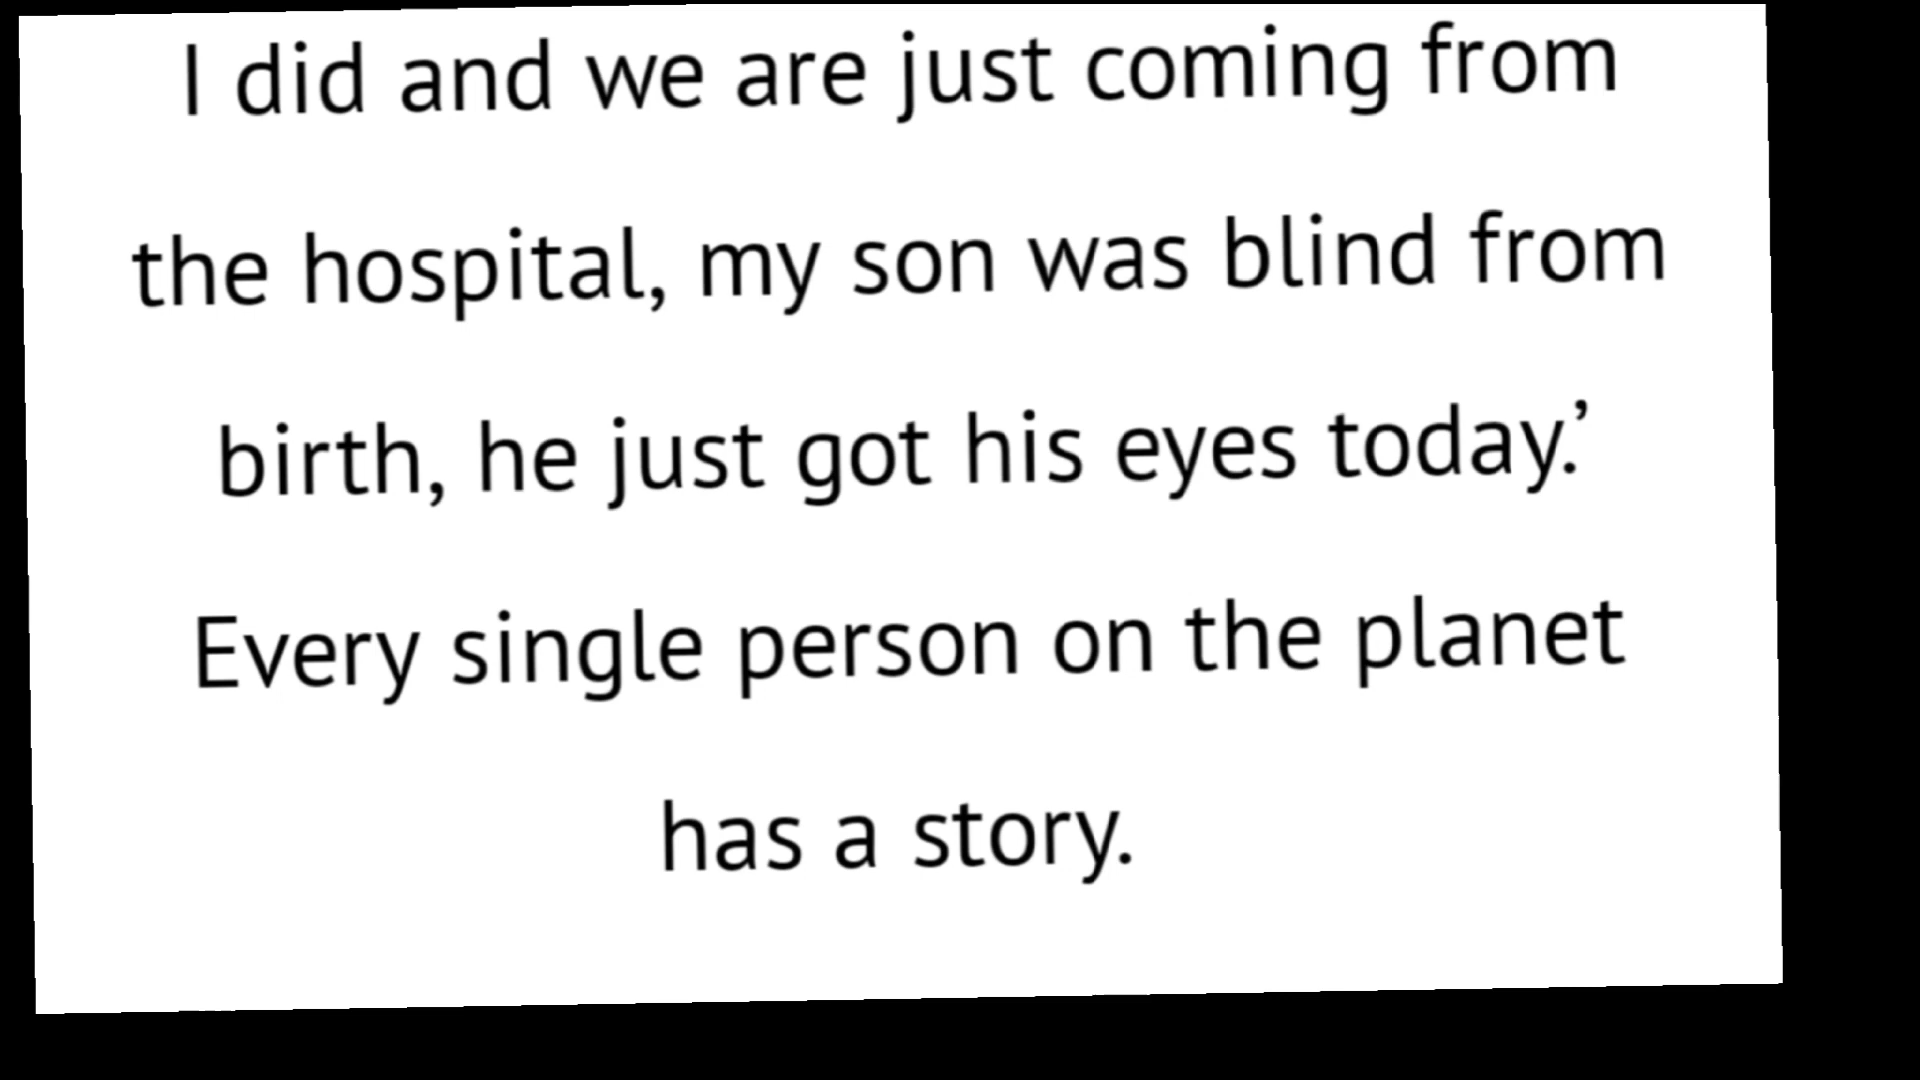 I did and we are just coming from
the hospital, my son was blind from
birth, he just got his eyes today.’
Every single person on the planet
has a story.